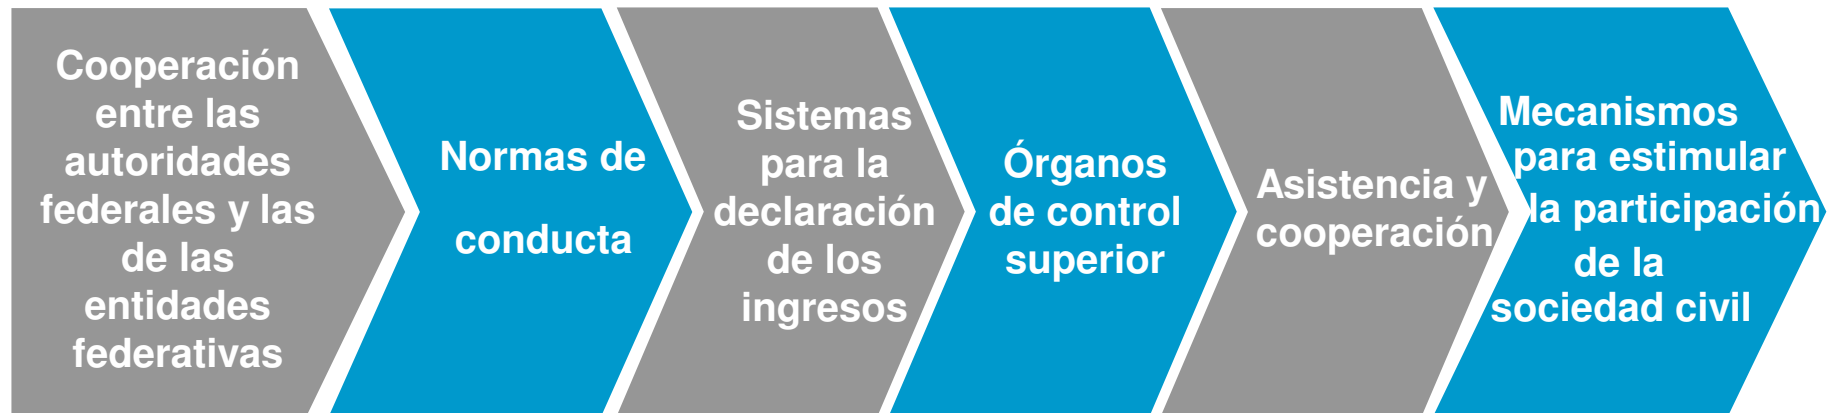 Cooperación
entre las
autoridades
federales y las
de las
entidades
federativas
Normas de
conducta
Sistemas
para la
declaración
de los
ingresos
Órganos
de control
superior
Asistencia y
cooperación
Mecanismos
para estimular
la participación
de la
sociedad civil